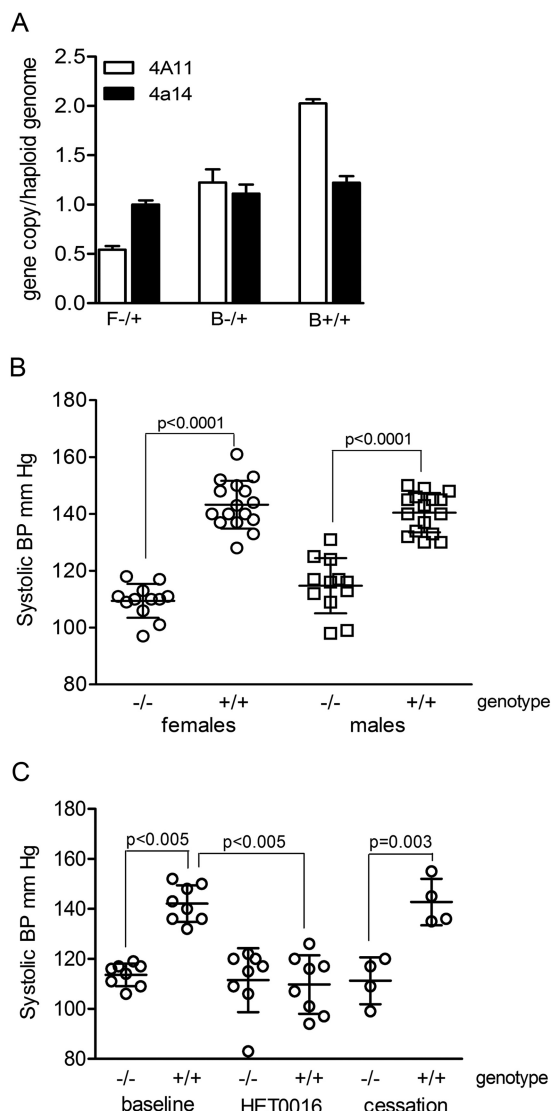 A
2.5
2.0
1.5
1.0
0.5
0.0
gene copy/haploid genome
4A11
4a14
F-/+ B-/+ B+/+
B
180
160
140
120
100
80
Systolic BP mm Hg
p<0.0001
p<0.0001
-/- +/+ -/- +/+ genotype
females males
C
180
160
140
120
100
80
Systolic BP mm Hg
p<0.005 p<0.005 p=0.003
-/- +/+ -/- +/+ -/- +/+ genotype
baseline HET0016 cessation